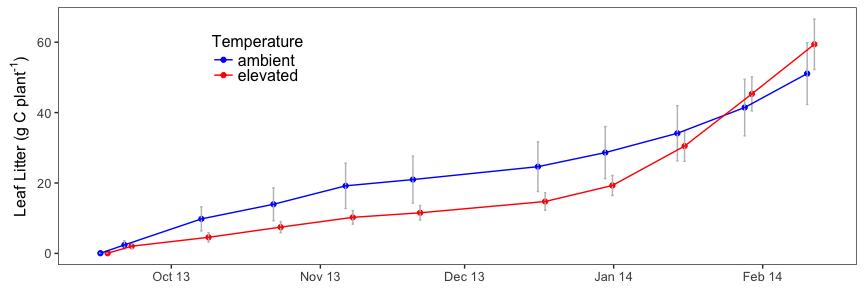 Leaf Litter (g C plant⁻¹)
60
40
20
0
Temperature
ambient
elevated
Oct 13 Nov 13 Dec 13 Jan 14 Feb 14